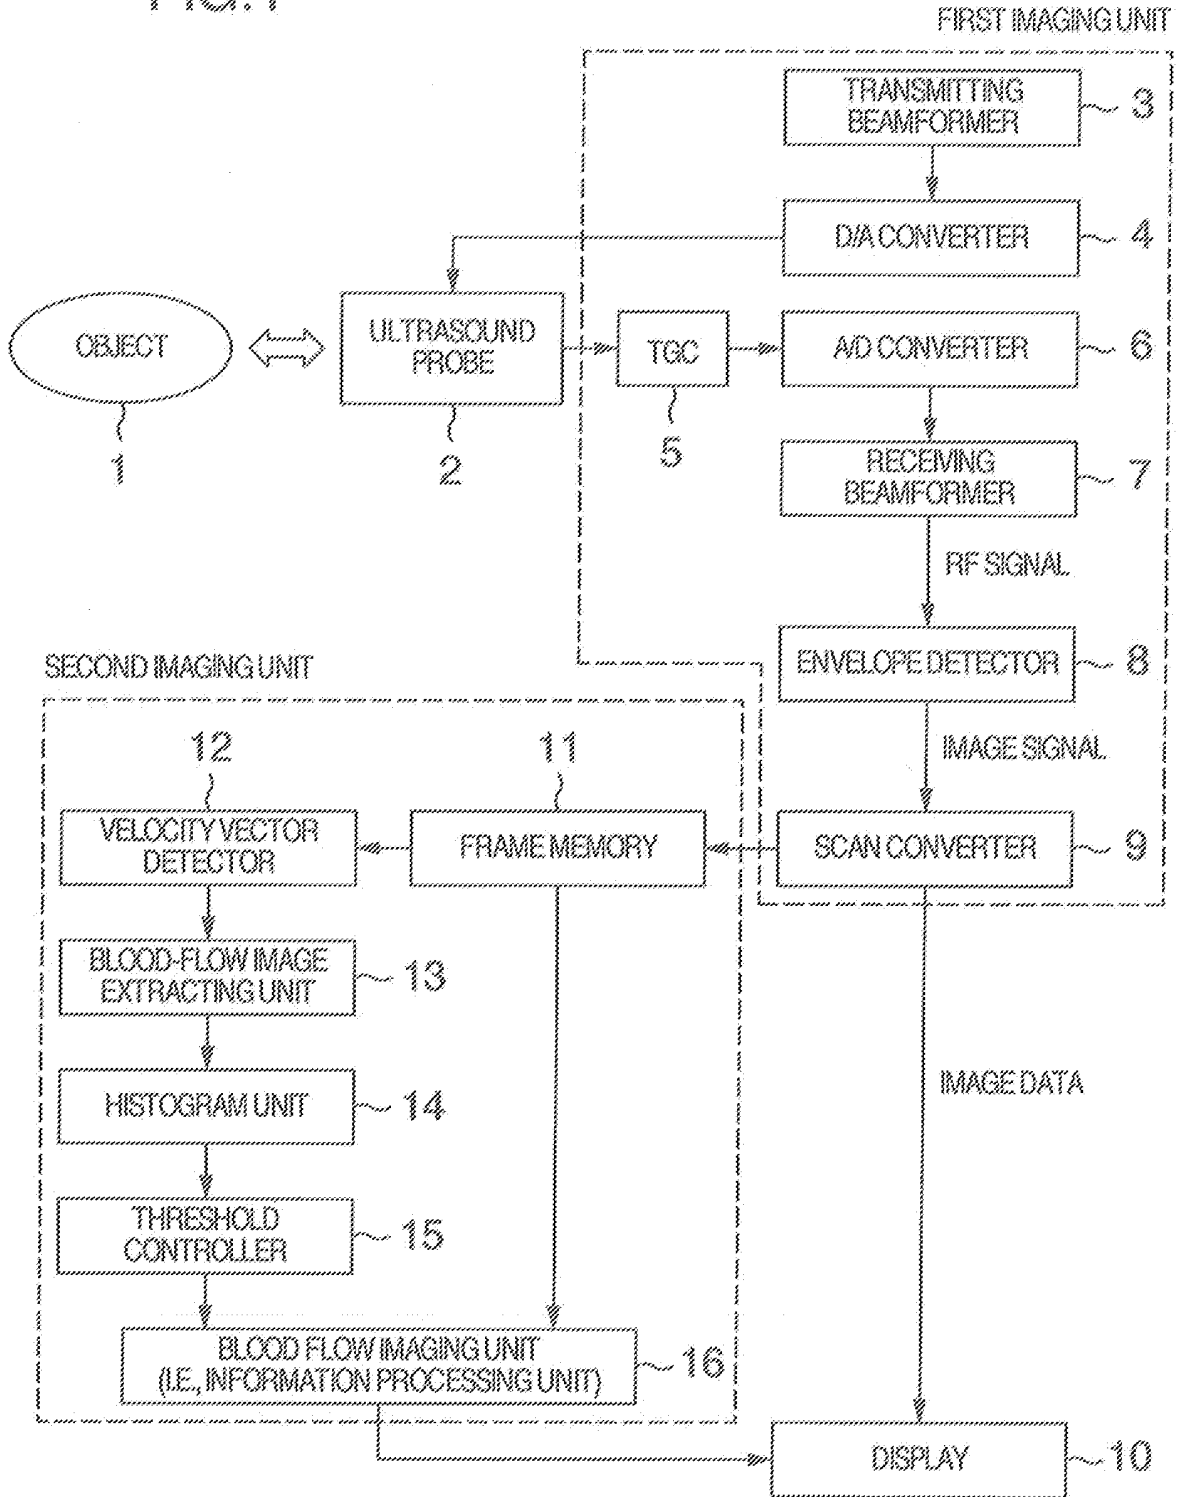 FIG.1
FIRST IMAGING UNIT
TRANSMITTING
BEAMFORMER
3
D/A CONVERTER
4
OBJECT
1
ULTRASOUND
PROBE
2
TGC
5
A/D CONVERTER
6
RECEIVING
BEAMFORMER
7
RF SIGNAL
ENVELOPE DETECTOR
8
IMAGE SIGNAL
SCAN CONVERTER
9
SECOND IMAGING UNIT
12
11
VELOCITY VECTOR
DETECTOR
FRAME MEMORY
BLOOD-FLOW IMAGE
EXTRACTING UNIT
13
HISTOGRAM UNIT
14
IMAGE DATA
THRESHOLD
CONTROLLER
15
BLOOD FLOW IMAGING UNIT
(I.E., INFORMATION PROCESSING UNIT)
16
DISPLAY
10